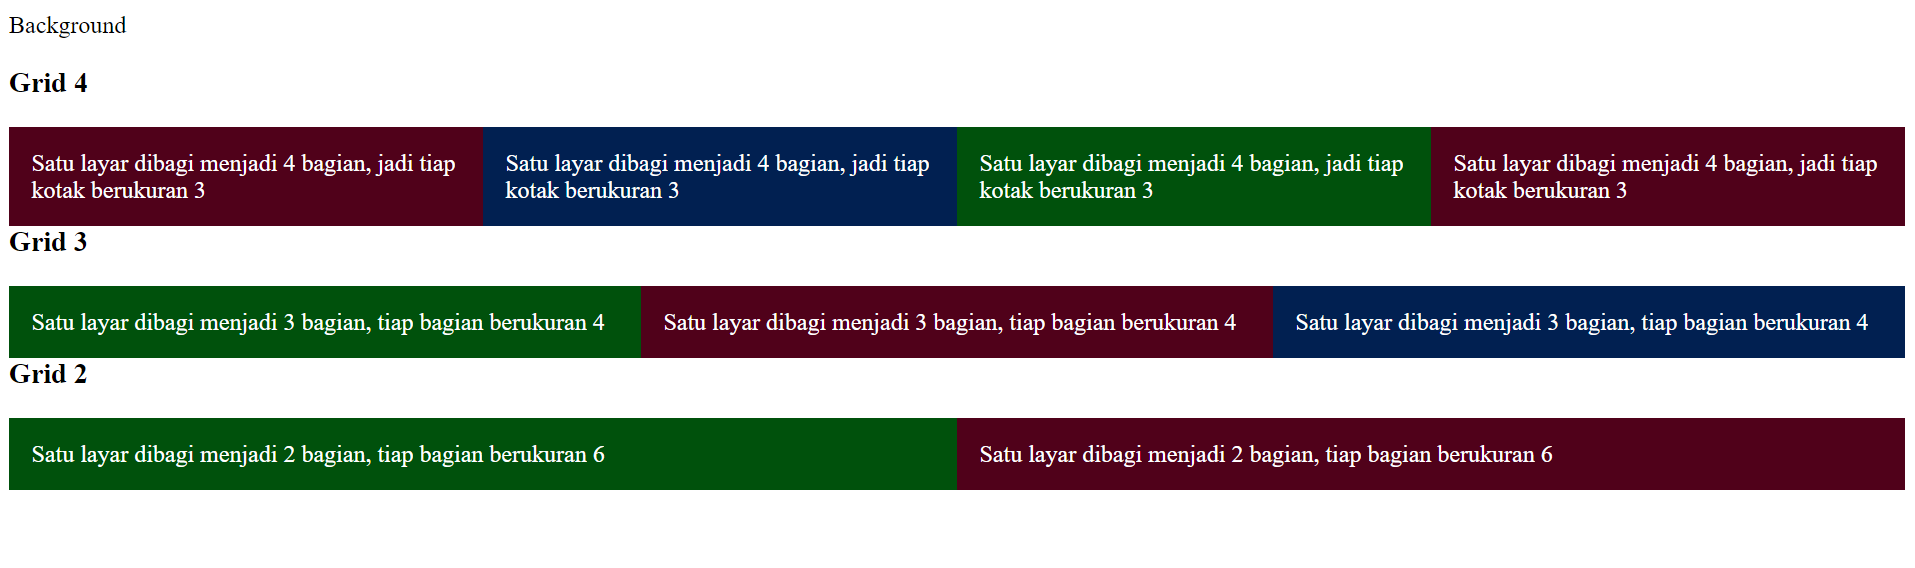 Background
Grid 4
Satu layar dibagi menjadi 4 bagian, jadi tiap
kotak berukuran 3
Satu layar dibagi menjadi 4 bagian, jadi tiap
kotak berukuran 3
Satu layar dibagi menjadi 4 bagian, jadi tiap
kotak berukuran 3
Satu layar dibagi menjadi 4 bagian, jadi tiap
kotak berukuran 3
Grid 3
Satu layar dibagi menjadi 3 bagian, tiap bagian berukuran 4
Satu layar dibagi menjadi 3 bagian, tiap bagian berukuran 4
Satu layar dibagi menjadi 3 bagian, tiap bagian berukuran 4
Grid 2
Satu layar dibagi menjadi 2 bagian, tiap bagian berukuran 6
Satu layar dibagi menjadi 2 bagian, tiap bagian berukuran 6